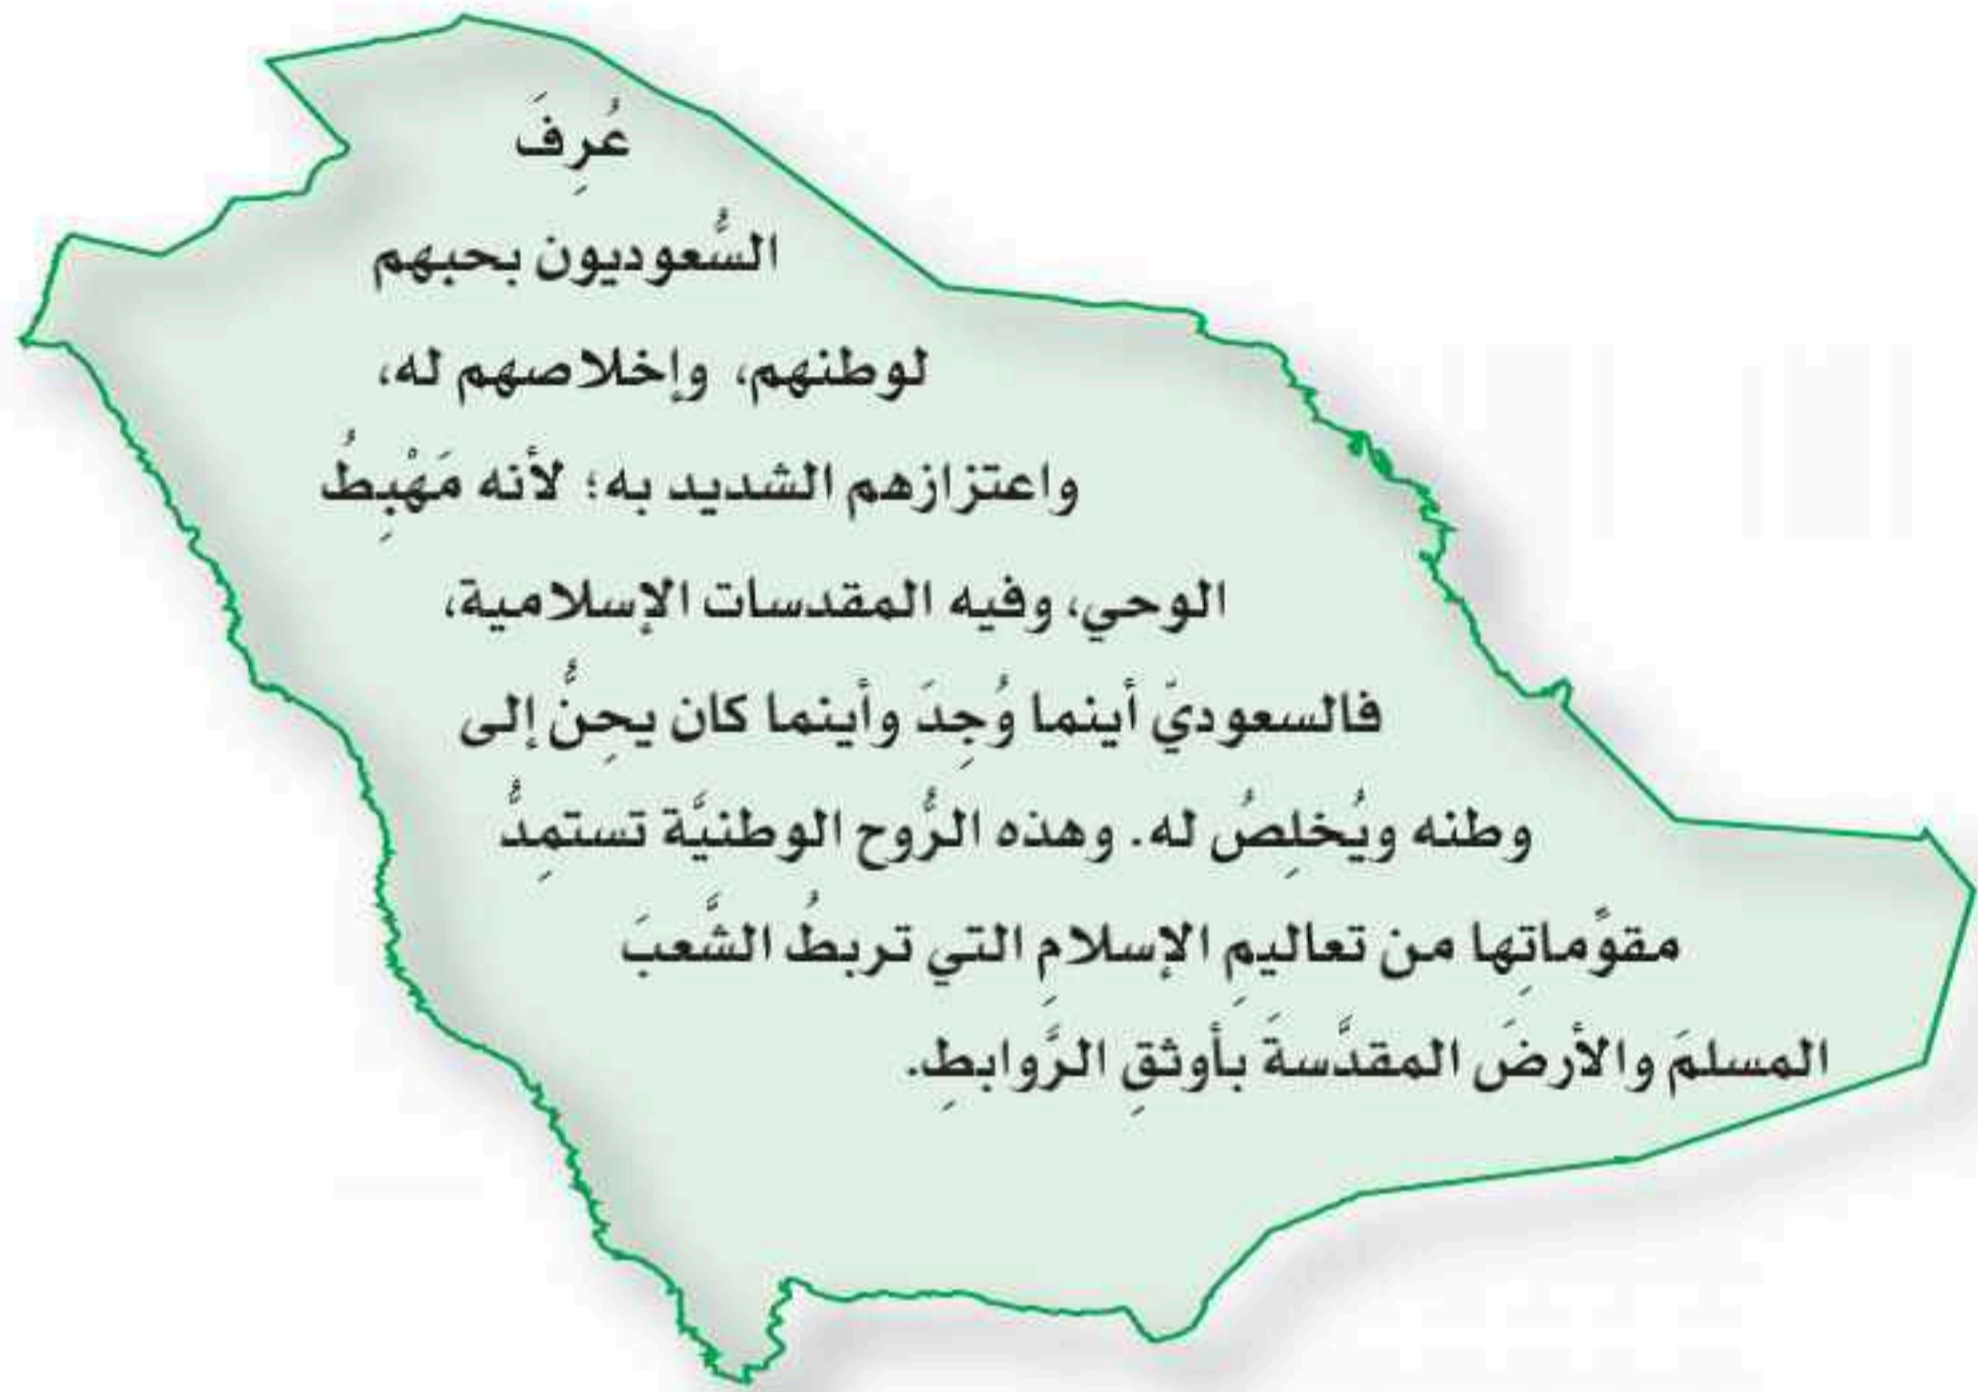 عُرِفَ
السُّعوديون بحبهم
لوطنهم، وإخلاصهم له،
واعتزازهم الشديد به؛ لأنه مَهْبِطُ
الوحي، وفيه المقدسات الإسلامية،
فالسعوديّ أينما وُجِدَ وأينما كان يحِنُّ إلى
وطنه ويُخلِصُ له. وهذه الرُّوح الوطنيَّة تستمِدُّ
مقوِّماتِها من تعاليمِ الإسلامِ التي تربطُ الشَّعبَ
المسلمَ والأرضَ المقدَّسةَ بأوثقِ الرَّوابطِ.